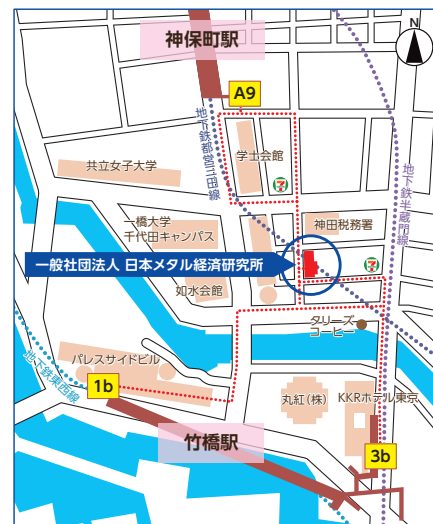 神保町駅
N
A9
地下鉄都営三田線
学士会館
共立女子大学
地下鉄半蔵門線
7
一橋大学
千代田キャンパス
神田税務署
一般社団法人 日本メタル経済研究所
7
如水会館
タリーズ
コーヒー
地下鉄東西線
パレスサイドビル
1b
丸紅(株)
KKRホテル東京
竹橋駅
3b